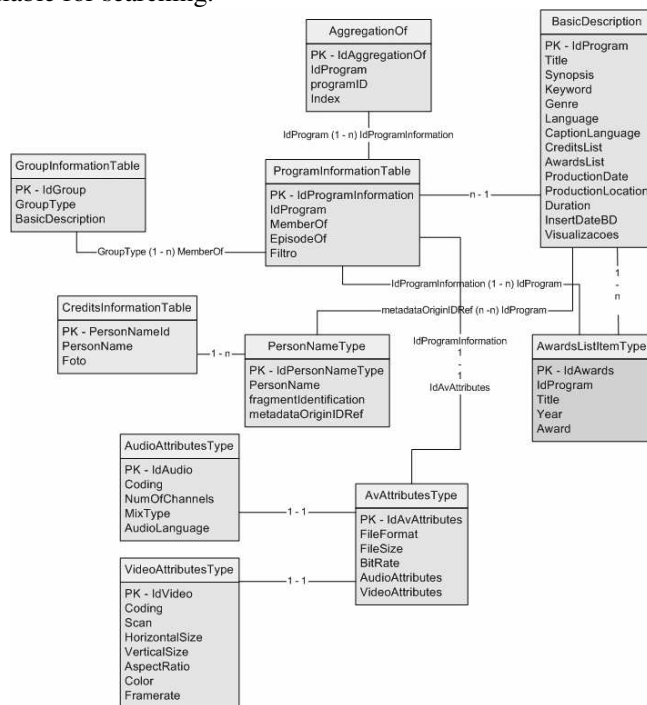 AggregationOf
PK - IdAggregationOf
IdProgram
programID
Index
BasicDescription
PK - IdProgram
Title
Synopsis
Keyword
Genre
Language
CaptionLanguage
CreditsList
AwardsList
ProductionDate
ProductionLocation
Duration
InsertDateBD
Visualizacoes
IdProgram (1 - n) IdProgramInformation
GroupInformationTable
PK - IdGroup
GroupType
BasicDescription
ProgramInformationTable
PK - IdProgramInformation
IdProgram
MemberOf
EpisodeOf
Filtro
n - 1
GroupType (1 - n) MemberOf
IdProgramInformation (1 - n) IdProgram
1
-
n
CreditsInformationTable
PK - PersonNameId
PersonName
Foto
metadataOriginIDRef (n -n) IdProgram
1 - n
PersonNameType
PK - IdPersonNameType
PersonName
fragmentIdentification
metadataOriginIDRef
IdProgramInformation
1
-
1
IdAvAttributes
AwardsListItemType
PK - IdAwards
IdProgram
Title
Year
Award
AudioAttributesType
PK - IdAudio
Coding
NumOfChannels
MixType
AudioLanguage
1 - 1
AvAttributesType
PK - IdAvAttributes
FileFormat
FileSize
BitRate
AudioAttributes
VideoAttributes
VideoAttributesType
PK - IdVideo
Coding
Scan
HorizontalSize
VerticalSize
AspectRatio
Color
Framerate
1 - 1